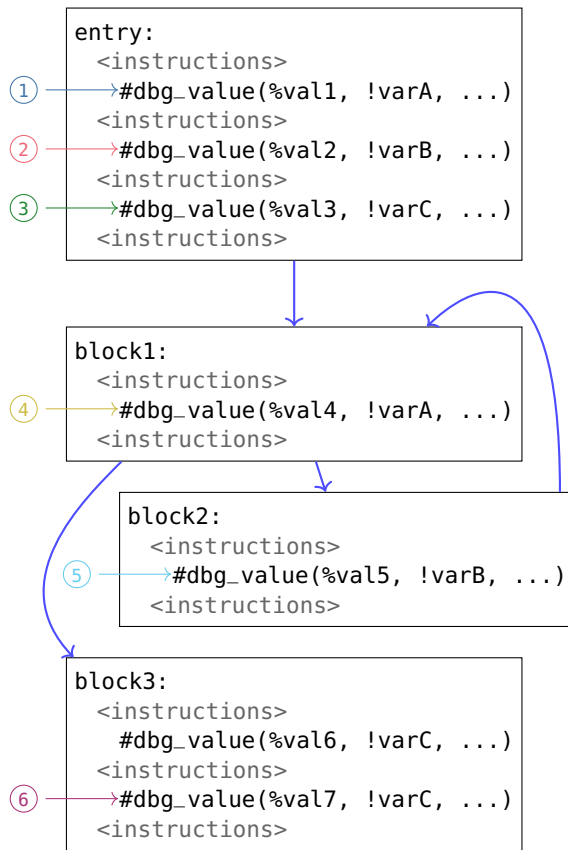 entry:
<instructions>
1 #dbg_value(%val1, !varA, ...)
<instructions>
2 #dbg_value(%val2, !varB, ...)
<instructions>
3 #dbg_value(%val3, !varC, ...)
<instructions>
block1:
<instructions>
4 #dbg_value(%val4, !varA, ...)
<instructions>
block2:
<instructions>
5 #dbg_value(%val5, !varB, ...)
<instructions>
block3:
<instructions>
#dbg_value(%val6, !varC, ...)
<instructions>
6 #dbg_value(%val7, !varC, ...)
<instructions>